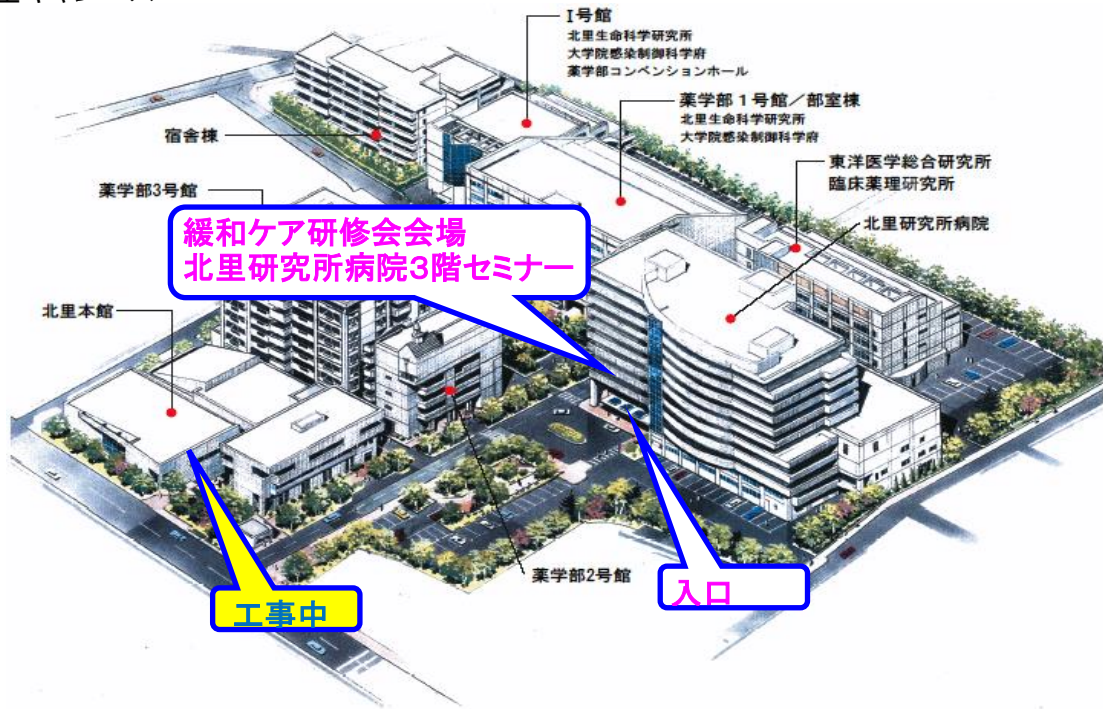 I号館
北里生命科学研究所
大学院感染制御科学府
薬学部コンベンションホール
薬学部1号館/部室棟
北里生命科学研究所
大学院感染制御科学府
宿舎棟
東洋医学総合研究所
臨床薬理研究所
薬学部3号館
北里研究所病院
緩和ケア研修会会場
北里研究所病院3階セミナー
北里本館
薬学部2号館
入口
工事中